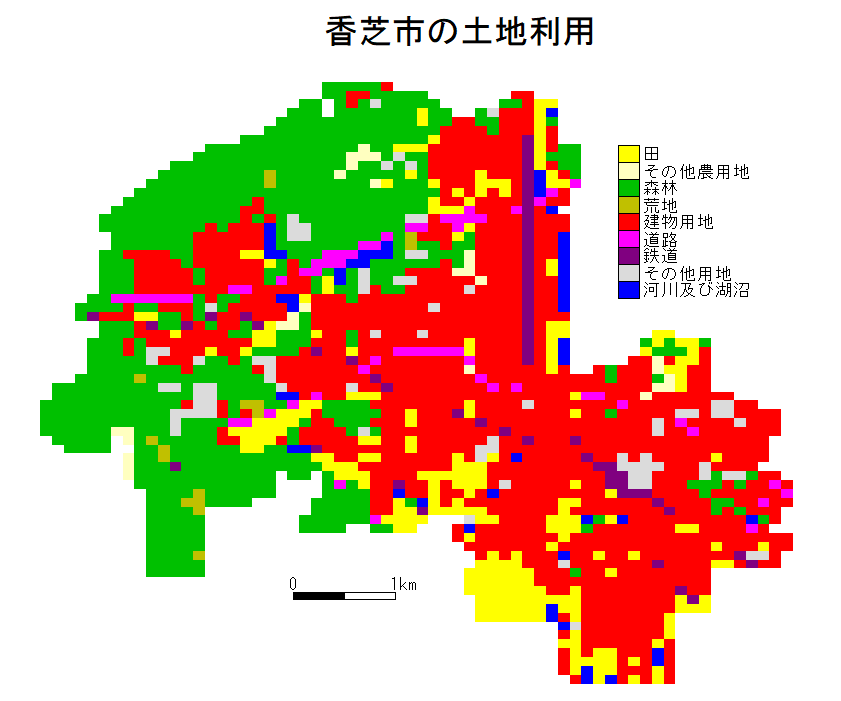 香芝市の土地利用
田
その他農用地
森林
荒地
建物用地
道路
鉄道
その他用地
河川及び湖沼
0 1km